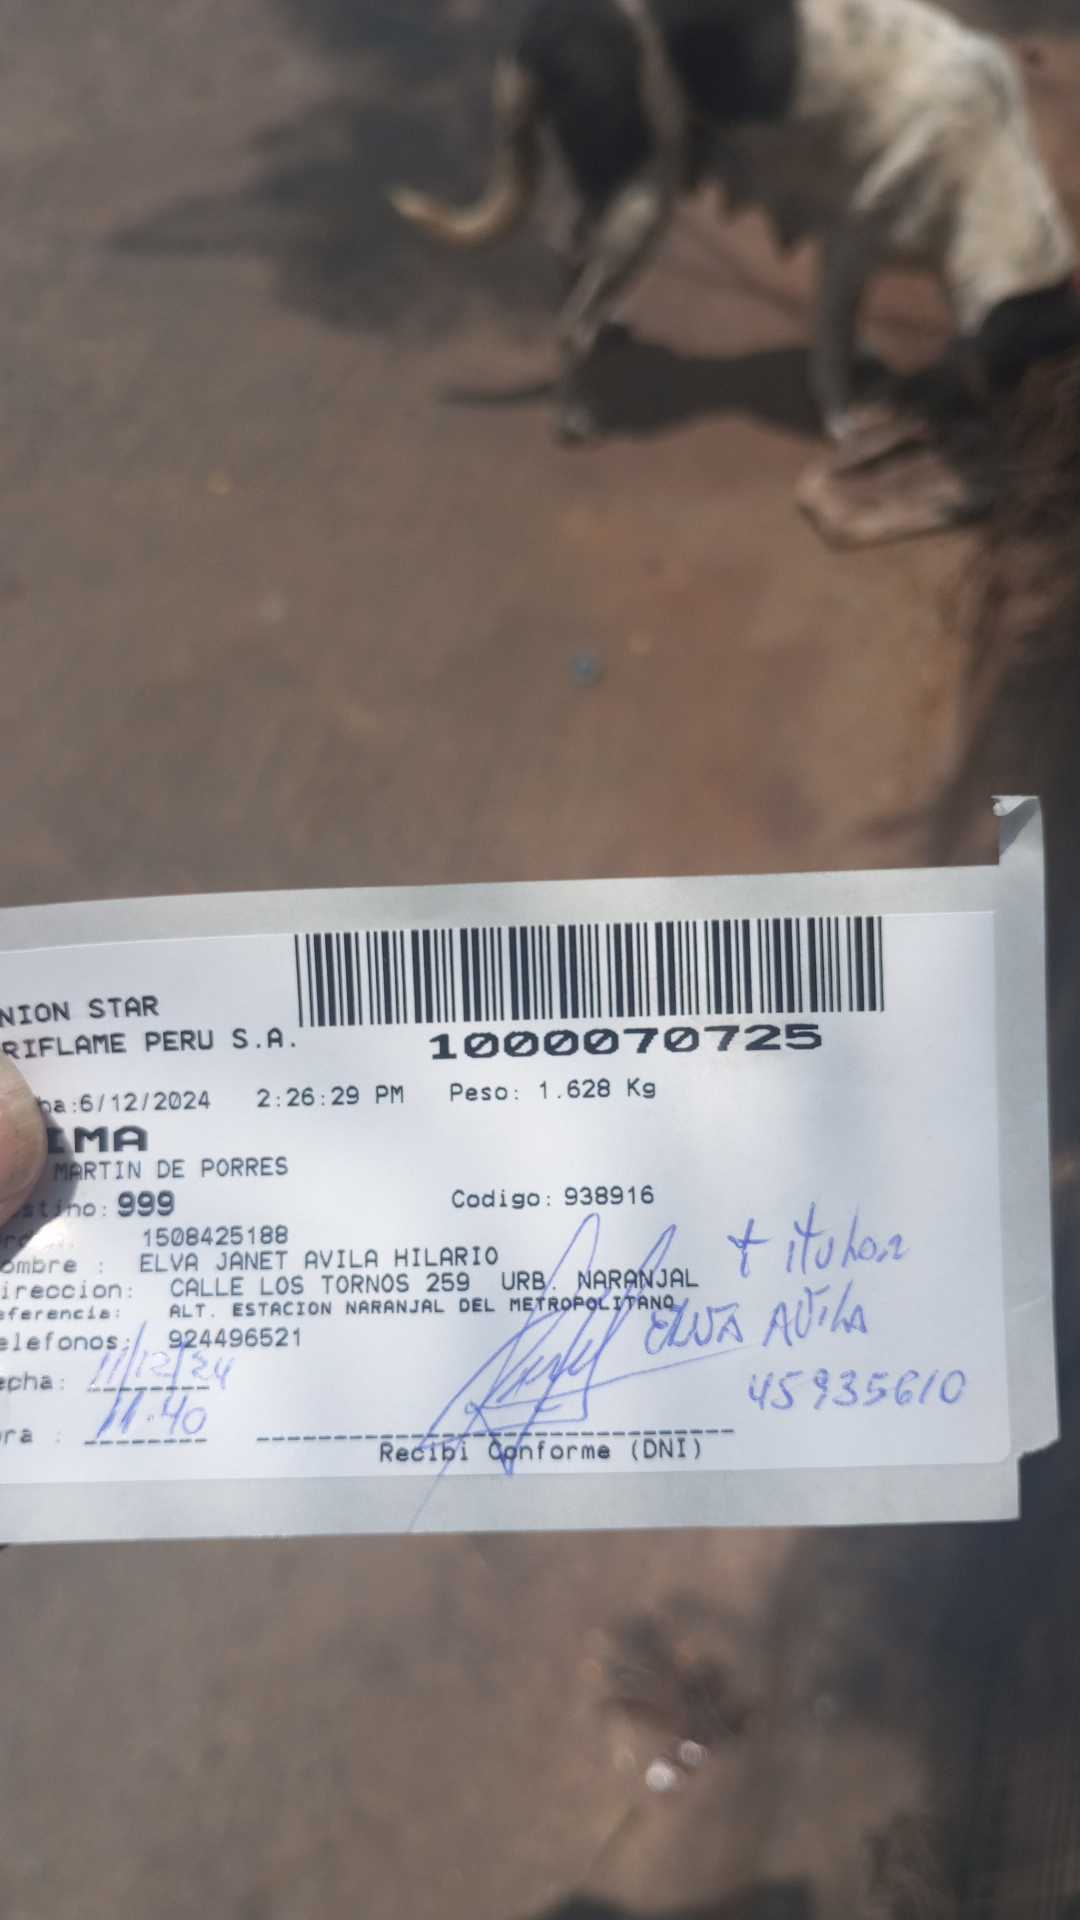 NION STAR
RIFLAME PERU S.A.
1000070725
ha:6/12/2024 2:26:29 PM Peso: 1.628 Kg
IMA
MARTIN DE PORRES
stino: 999 Codigo: 938916
1508425188
ombre : ELVA JANET AVILA HILARIO
ireccion: CALLE LOS TORNOS 259 URB. NARANJAL
eferencia: ALT. ESTACION NARANJAL DEL METROPOLITANO
elefonos: 924496521
echa: 11/12/24
ra : 11:40
Recibi Conforme (DNI)
titular
ELVA AVILA
45935610